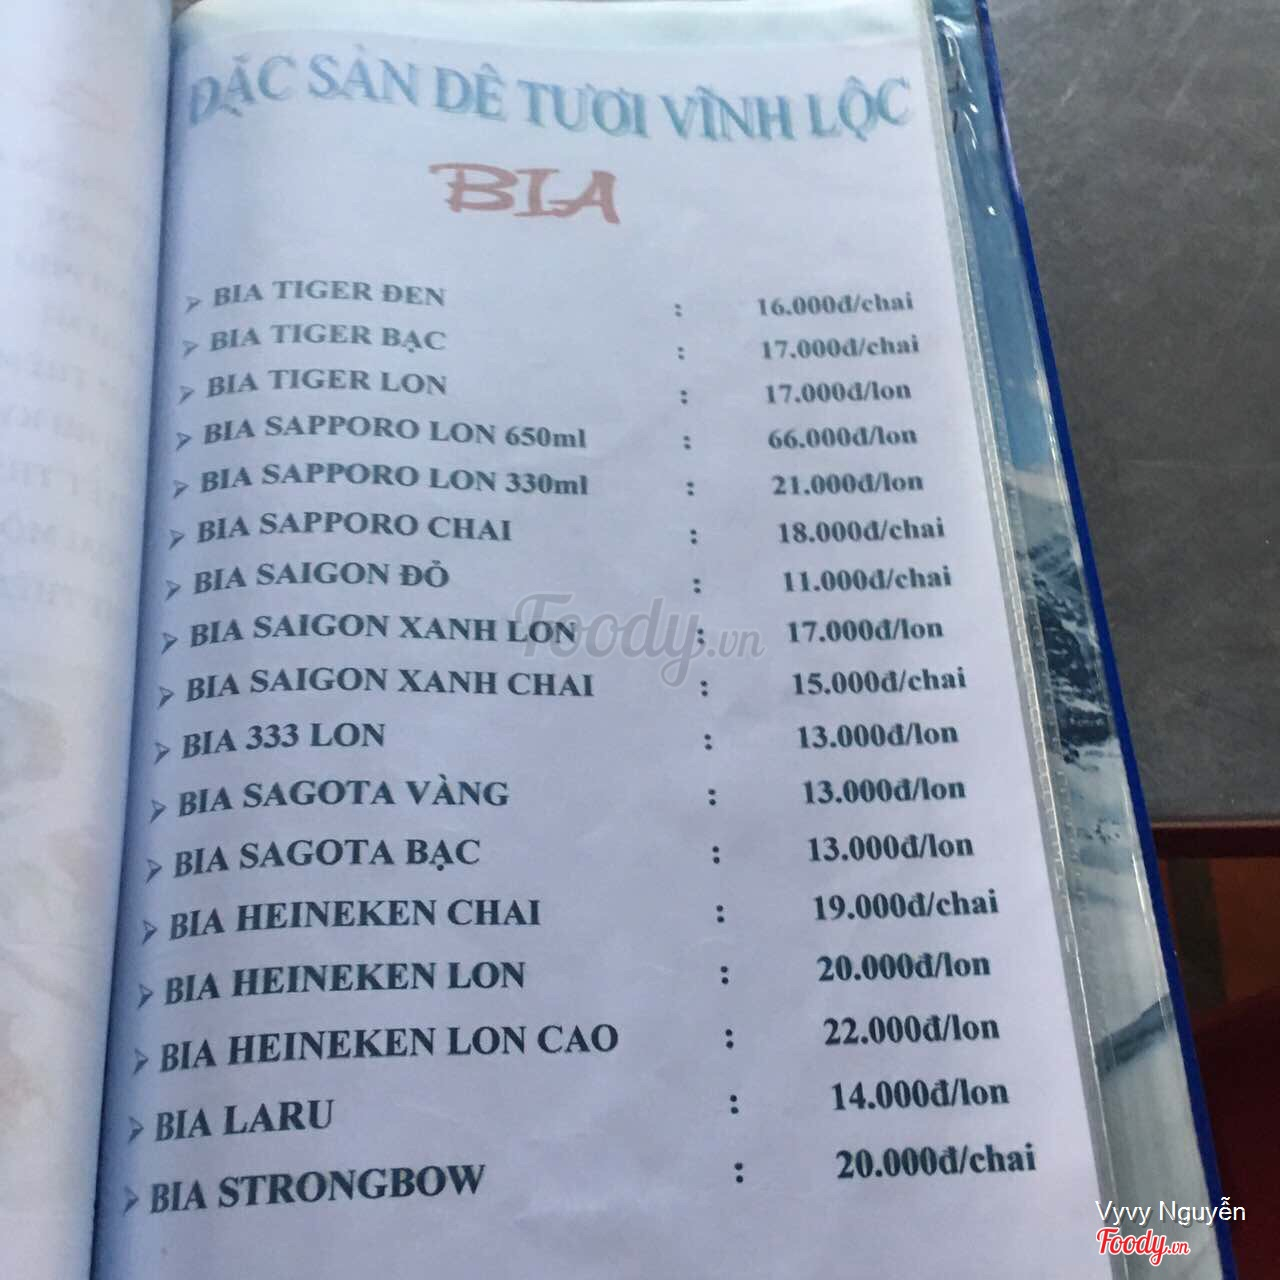 ĐẶC SẢN DÊ TƯƠI VĨNH LỘC
BIA
BIA TIGER ĐEN : 16.000đ/chai
BIA TIGER BẠC : 17.000đ/chai
BIA TIGER LON : 17.000đ/lon
BIA SAPPORO LON 650ml : 66.000đ/lon
BIA SAPPORO LON 330ml : 21.000đ/lon
BIA SAPPORO CHAI : 18.000đ/chai
BIA SAIGON ĐỎ : 11.000đ/chai
BIA SAIGON XANH LON : 17.000đ/lon
BIA SAIGON XANH CHAI : 15.000đ/chai
BIA 333 LON : 13.000đ/lon
BIA SAGOTA VÀNG : 13.000đ/lon
BIA SAGOTA BẠC : 13.000đ/lon
BIA HEINEKEN CHAI : 19.000đ/chai
BIA HEINEKEN LON : 20.000đ/lon
BIA HEINEKEN LON CAO : 22.000đ/lon
BIA LARU : 14.000đ/lon
BIA STRONGBOW : 20.000đ/chai
Foody.vn
Vyvy Nguyễn
Foody.vn